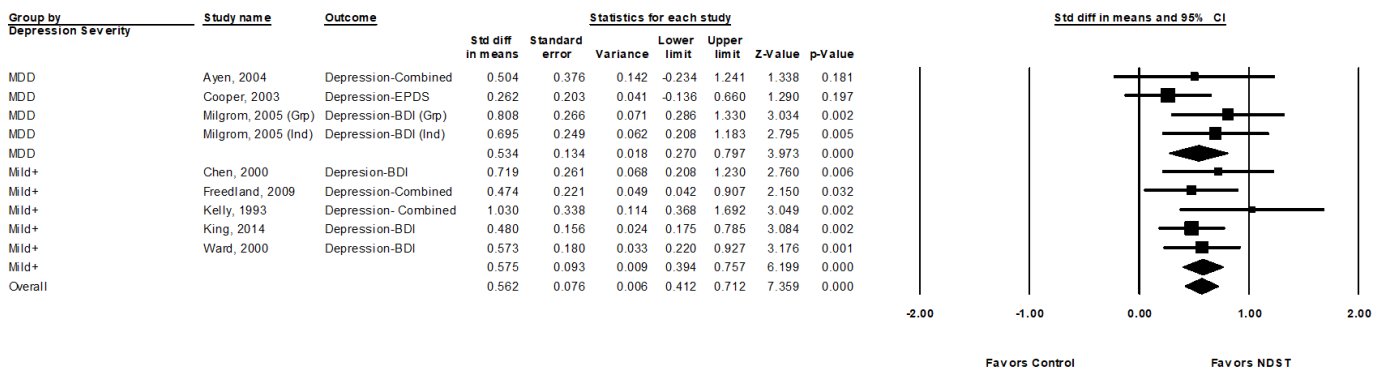 Group by Study name Outcome Statistics for each study Std diff in means and 95% CI
Depression Severity
Std diff Standard Lower Upper
in means error Variance limit limit Z-Value p-Value
MDD Ayen, 2004 Depression-Combined 0.504 0.376 0.142 -0.234 1.241 1.338 0.181
MDD Cooper, 2003 Depression-EPDS 0.262 0.203 0.041 -0.136 0.660 1.290 0.197
MDD Milgrom, 2005 (Grp) Depression-BDI (Grp) 0.808 0.266 0.071 0.286 1.330 3.034 0.002
MDD Milgrom, 2005 (Ind) Depression-BDI (Ind) 0.695 0.249 0.062 0.208 1.183 2.795 0.005
MDD 0.534 0.134 0.018 0.270 0.797 3.973 0.000
Mild+ Chen, 2000 Depresion-BDI 0.719 0.261 0.068 0.208 1.230 2.760 0.006
Mild+ Freedland, 2009 Depression-Combined 0.474 0.221 0.049 0.042 0.907 2.150 0.032
Mild+ Kelly, 1993 Depression- Combined 1.030 0.338 0.114 0.368 1.692 3.049 0.002
Mild+ King, 2014 Depression-BDI 0.480 0.156 0.024 0.175 0.785 3.084 0.002
Mild+ Ward, 2000 Depression-BDI 0.573 0.180 0.033 0.220 0.927 3.176 0.001
Mild+ 0.575 0.093 0.009 0.394 0.757 6.199 0.000
Overall 0.562 0.076 0.006 0.412 0.712 7.359 0.000
-2.00 -1.00 0.00 1.00 2.00
Favors Control Favors NDST